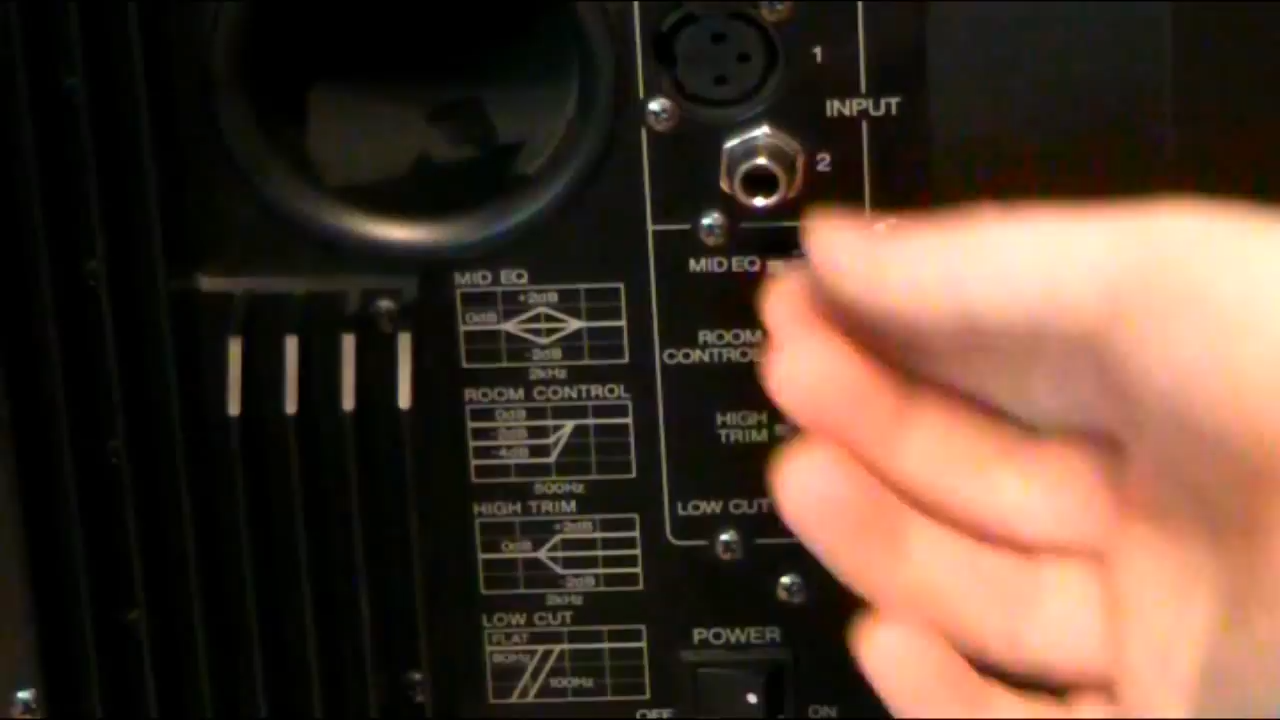 1
INPUT
2
MID EQ
ROOM
CONTROL
HIGH
TRIM
LOW CUT
MID EQ
+2dB
0dB
-2dB
2kHz
ROOM CONTROL
0dB
-2dB
-4dB
500Hz
HIGH TRIM
+2dB
0dB
-2dB
2kHz
LOW CUT
FLAT
80Hz
100Hz
POWER
OFF
ON